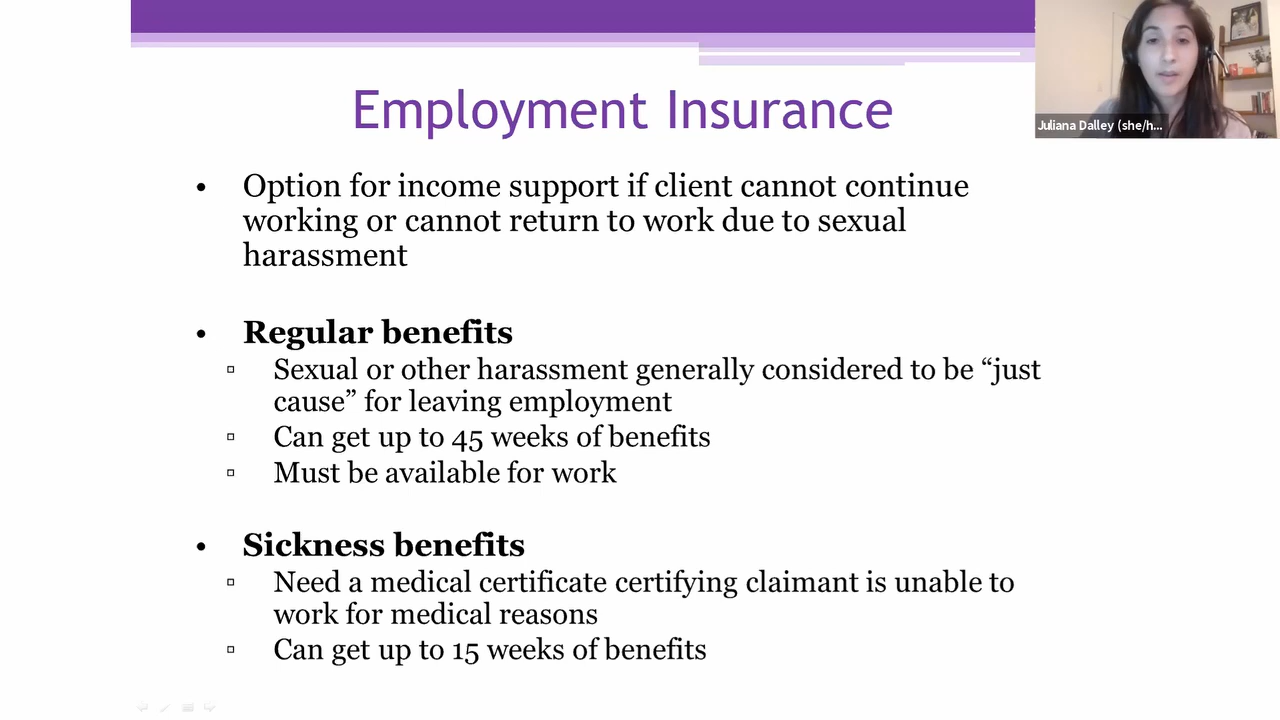 Employment Insurance
Juliana Dalley (she/h...
• Option for income support if client cannot continue
working or cannot return to work due to sexual
harassment
• Regular benefits
▫ Sexual or other harassment generally considered to be “just
cause” for leaving employment
▫ Can get up to 45 weeks of benefits
▫ Must be available for work
• Sickness benefits
▫ Need a medical certificate certifying claimant is unable to
work for medical reasons
▫ Can get up to 15 weeks of benefits